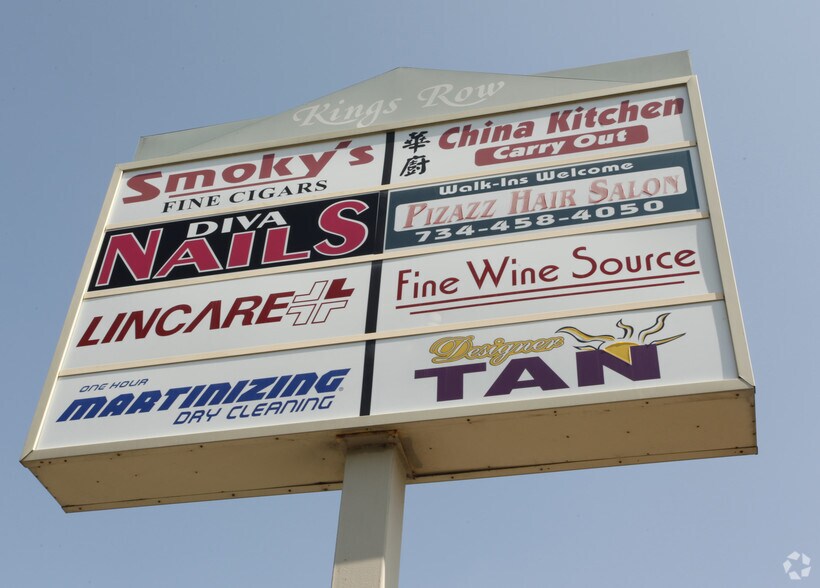 Kings Row
Smoky's
FINE CIGARS
華廚
China Kitchen
Carry Out
DIVA
NAILS
Walk-Ins Welcome
PIZAZZ HAIR SALON
734-458-4050
LINCARE
Fine Wine Source
ONE HOUR
MARTINIZING
DRY CLEANING
Designer
TAN